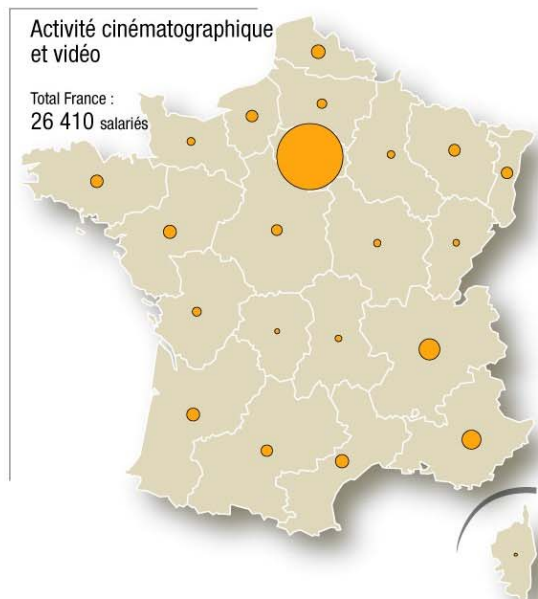 Activité cinématographique
et vidéo
Total France :
26 410 salariés